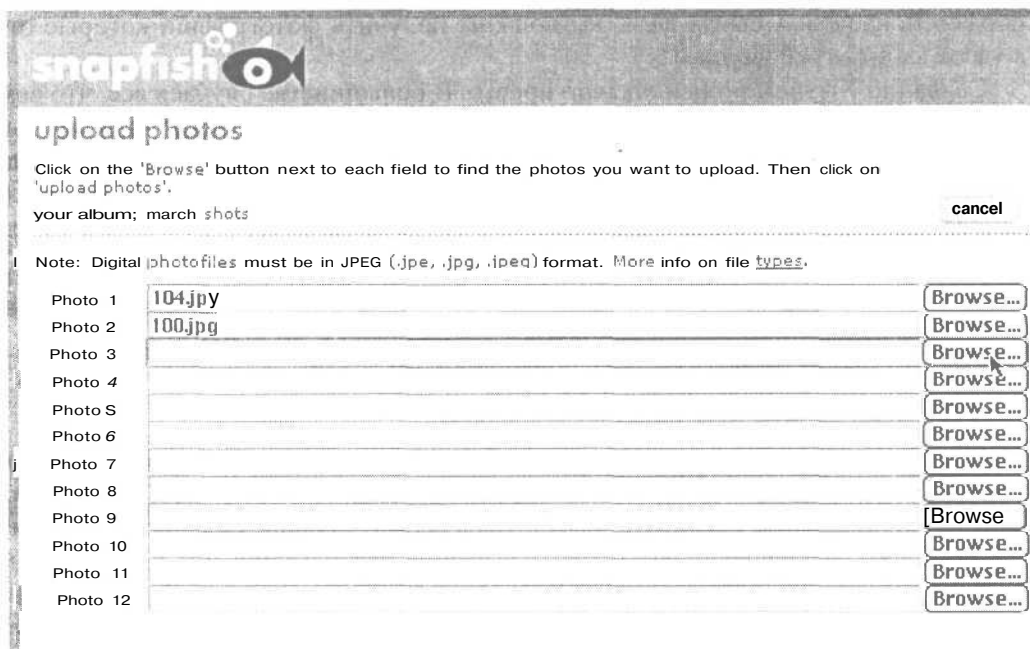 snapfish
upload photos
Click on the 'Browse' button next to each field to find the photos you want to upload. Then click on
'upload photos'.
your album; march shots
cancel
Note: Digital photofiles must be in JPEG (.jpe, .jpg, .jpeg) format. More info on file types.
Photo 1 104.jpy Browse...
Photo 2 100.jpg Browse...
Photo 3 Browse...
Photo 4 Browse...
Photo S Browse...
Photo 6 Browse...
Photo 7 Browse...
Photo 8 Browse...
Photo 9 [Browse
Photo 10 Browse...
Photo 11 Browse...
Photo 12 Browse...